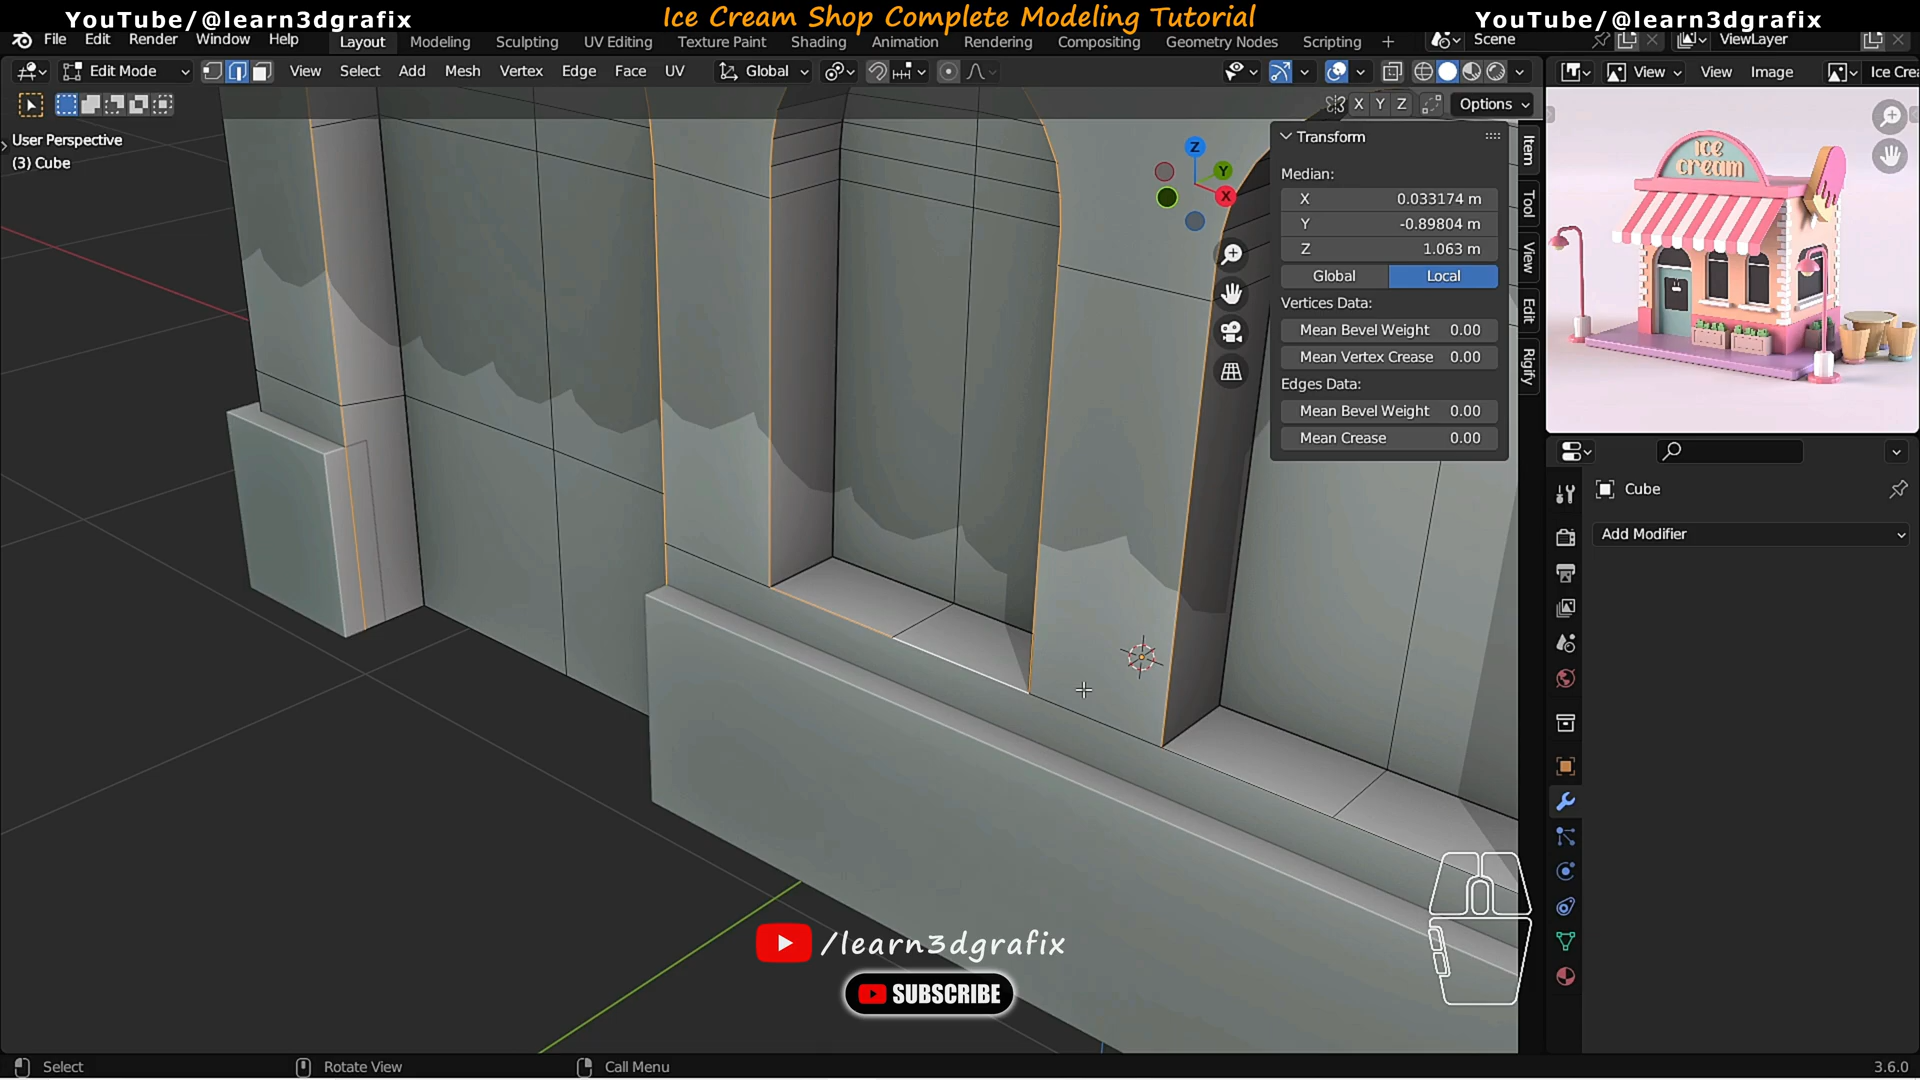 YouTube/@learn3dgrafix
Ice Cream Shop Complete Modeling Tutorial
YouTube/@learn3dgrafix
File Edit Render Window Help
Layout Modeling Sculpting UV Editing Texture Paint Shading Animation Rendering Compositing Geometry Nodes Scripting +
Scene
ViewLayer
Edit Mode
View Select Add Mesh Vertex Edge Face UV
Global
View View Image
Ice Crea
X Y Z
Options
User Perspective
(3) Cube
Transform
Median:
X 0.033174 m
Y -0.89804 m
Z 1.063 m
Global Local
Vertices Data:
Mean Bevel Weight 0.00
Mean Vertex Crease 0.00
Edges Data:
Mean Bevel Weight 0.00
Mean Crease 0.00
Z
Y
X
Item
Tool
View
Edit
Rigify
ice
cream
Cube
Add Modifier
/learn3dgrafix
SUBSCRIBE
Select
Rotate View
Call Menu
3.6.0